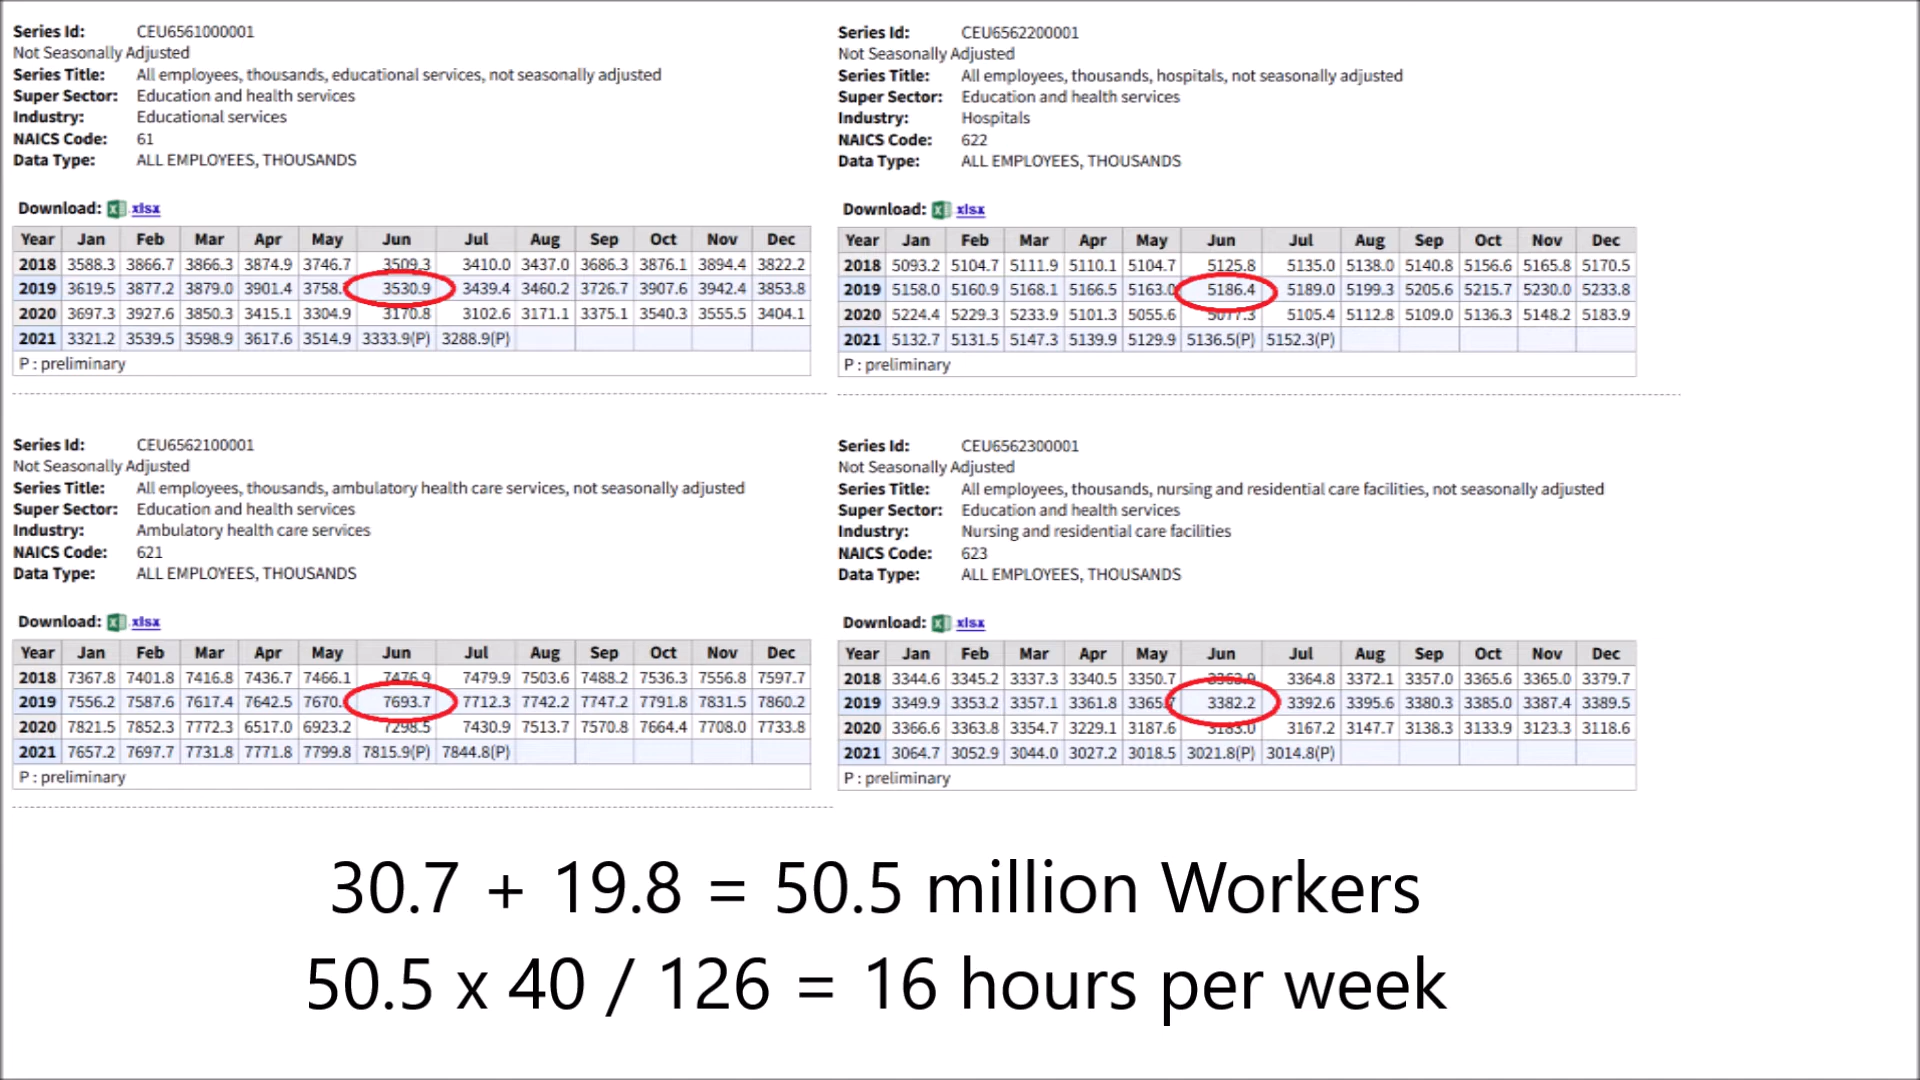 Series Id: CEU6561000001
Not Seasonally Adjusted
Series Title: All employees, thousands, educational services, not seasonally adjusted
Super Sector: Education and health services
Industry: Educational services
NAICS Code: 61
Data Type: ALL EMPLOYEES, THOUSANDS
Download: xlsx
Year Jan Feb Mar Apr May Jun Jul Aug Sep Oct Nov Dec
2018 3588.3 3866.7 3866.3 3874.9 3746.7 3509.3 3410.0 3437.0 3686.3 3876.1 3894.4 3822.2
2019 3619.5 3877.2 3879.0 3901.4 3758. 3530.9 3439.4 3460.2 3726.7 3907.6 3942.4 3853.8
2020 3697.3 3927.6 3850.3 3415.1 3304.9 3170.8 3102.6 3171.1 3375.1 3540.3 3555.5 3404.1
2021 3321.2 3539.5 3598.9 3617.6 3514.9 3333.9(P) 3288.9(P)
P : preliminary
Series Id: CEU6562200001
Not Seasonally Adjusted
Series Title: All employees, thousands, hospitals, not seasonally adjusted
Super Sector: Education and health services
Industry: Hospitals
NAICS Code: 622
Data Type: ALL EMPLOYEES, THOUSANDS
Download: xlsx
Year Jan Feb Mar Apr May Jun Jul Aug Sep Oct Nov Dec
2018 5093.2 5104.7 5111.9 5110.1 5104.7 5125.8 5135.0 5138.0 5140.8 5156.6 5165.8 5170.5
2019 5158.0 5160.9 5168.1 5166.5 5163.0 5186.4 5189.0 5199.3 5205.6 5215.7 5230.0 5233.8
2020 5224.4 5229.3 5233.9 5101.3 5055.6 5077.3 5105.4 5112.8 5109.0 5136.3 5148.2 5183.9
2021 5132.7 5131.5 5147.3 5139.9 5129.9 5136.5(P) 5152.3(P)
P : preliminary
Series Id: CEU6562100001
Not Seasonally Adjusted
Series Title: All employees, thousands, ambulatory health care services, not seasonally adjusted
Super Sector: Education and health services
Industry: Ambulatory health care services
NAICS Code: 621
Data Type: ALL EMPLOYEES, THOUSANDS
Download: xlsx
Year Jan Feb Mar Apr May Jun Jul Aug Sep Oct Nov Dec
2018 7367.8 7401.8 7416.8 7436.7 7466.1 7476.9 7479.9 7503.6 7488.2 7536.3 7556.8 7597.7
2019 7556.2 7587.6 7617.4 7642.5 7670. 7693.7 7712.3 7742.2 7747.2 7791.8 7831.5 7860.2
2020 7821.5 7852.3 7772.3 6517.0 6923.2 7298.5 7430.9 7513.7 7570.8 7664.4 7708.0 7733.8
2021 7657.2 7697.7 7731.8 7771.8 7799.8 7815.9(P) 7844.8(P)
P : preliminary
Series Id: CEU6562300001
Not Seasonally Adjusted
Series Title: All employees, thousands, nursing and residential care facilities, not seasonally adjusted
Super Sector: Education and health services
Industry: Nursing and residential care facilities
NAICS Code: 623
Data Type: ALL EMPLOYEES, THOUSANDS
Download: xlsx
Year Jan Feb Mar Apr May Jun Jul Aug Sep Oct Nov Dec
2018 3344.6 3345.2 3337.3 3340.5 3350.7 3364.8 3372.1 3357.0 3365.6 3365.0 3379.7
2019 3349.9 3353.2 3357.1 3361.8 3365.7 3382.2 3392.6 3395.6 3380.3 3385.0 3387.4 3389.5
2020 3366.6 3363.8 3354.7 3229.1 3187.6 3183.0 3167.2 3147.7 3138.3 3133.9 3123.3 3118.6
2021 3064.7 3052.9 3044.0 3027.2 3018.5 3021.8(P) 3014.8(P)
P : preliminary
30.7 + 19.8 = 50.5 million Workers
50.5 x 40 / 126 = 16 hours per week